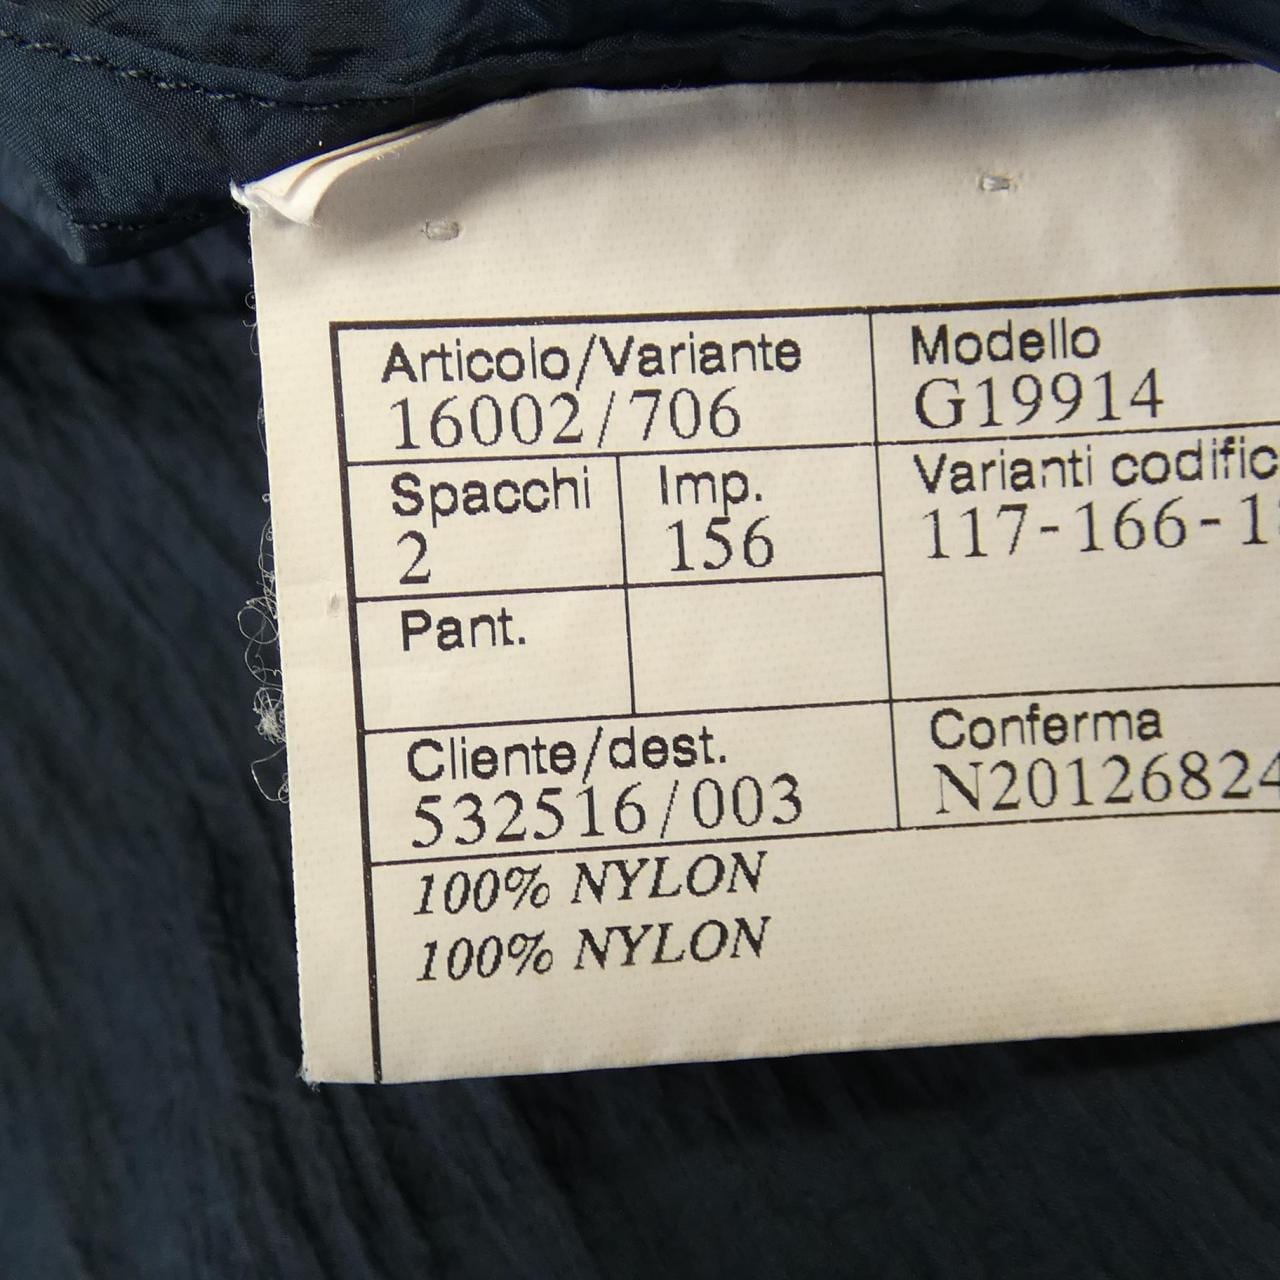 Articolo/Variante
16002/706
Modello
G19914
Spacchi
2
Imp.
156
Varianti codific
117-166-1
Pant.
Cliente/dest.
532516/003
Conferma
N20126824
100% NYLON
100% NYLON